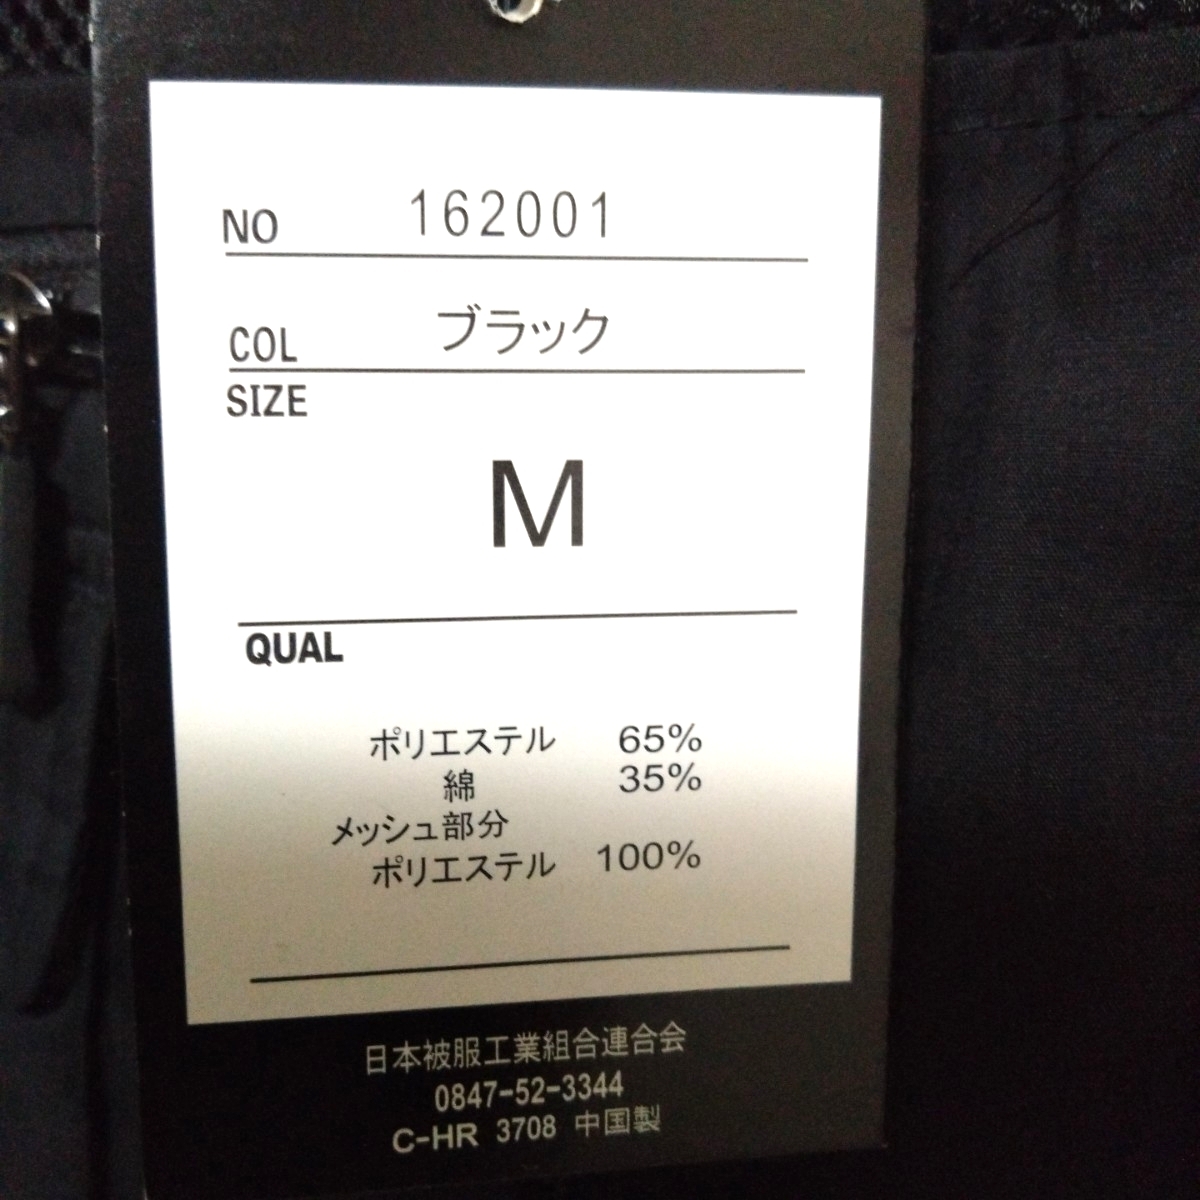 NO 162001
COL ブラック
SIZE
M
QUAL
ポリエステル 65%
綿 35%
メッシュ部分
ポリエステル 100%
日本被服工業組合連合会
0847-52-3344
C-HR 3708 中国製